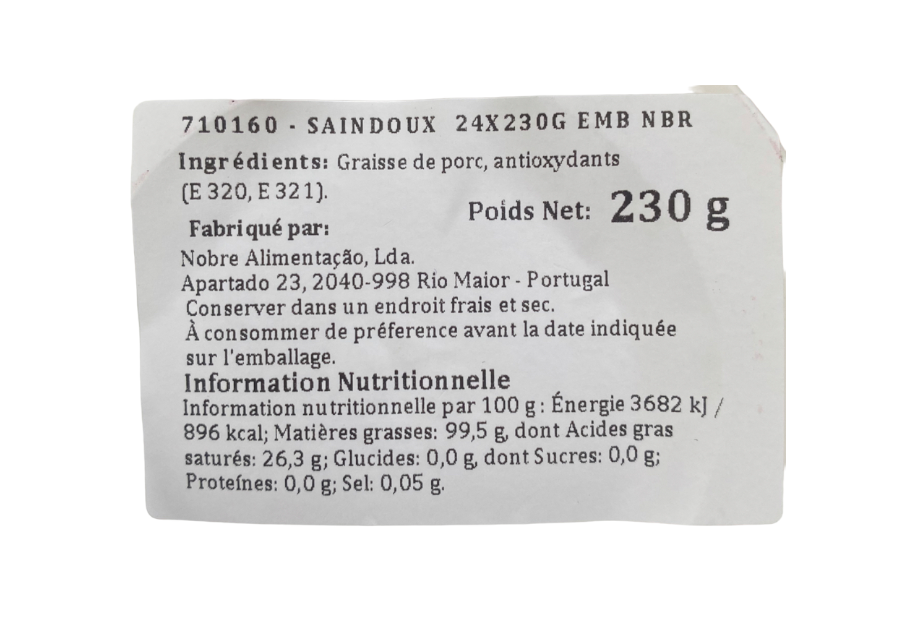 710160 - SAINDOUX 24X230G EMB NBR
Ingrédients: Graisse de porc, antioxydants
(E 320, E 321).
Poids Net: 230 g
Fabriqué par:
Nobre Alimentação, Lda.
Apartado 23, 2040-998 Rio Maior - Portugal
Conserver dans un endroit frais et sec.
À consommer de préference avant la date indiquée
sur l'emballage.
Information Nutritionnelle
Information nutritionnelle par 100 g : Énergie 3682 kJ /
896 kcal; Matières grasses: 99,5 g, dont Acides gras
saturés: 26,3 g; Glucides: 0,0 g, dont Sucres: 0,0 g;
Proteínes: 0,0 g; Sel: 0,05 g.